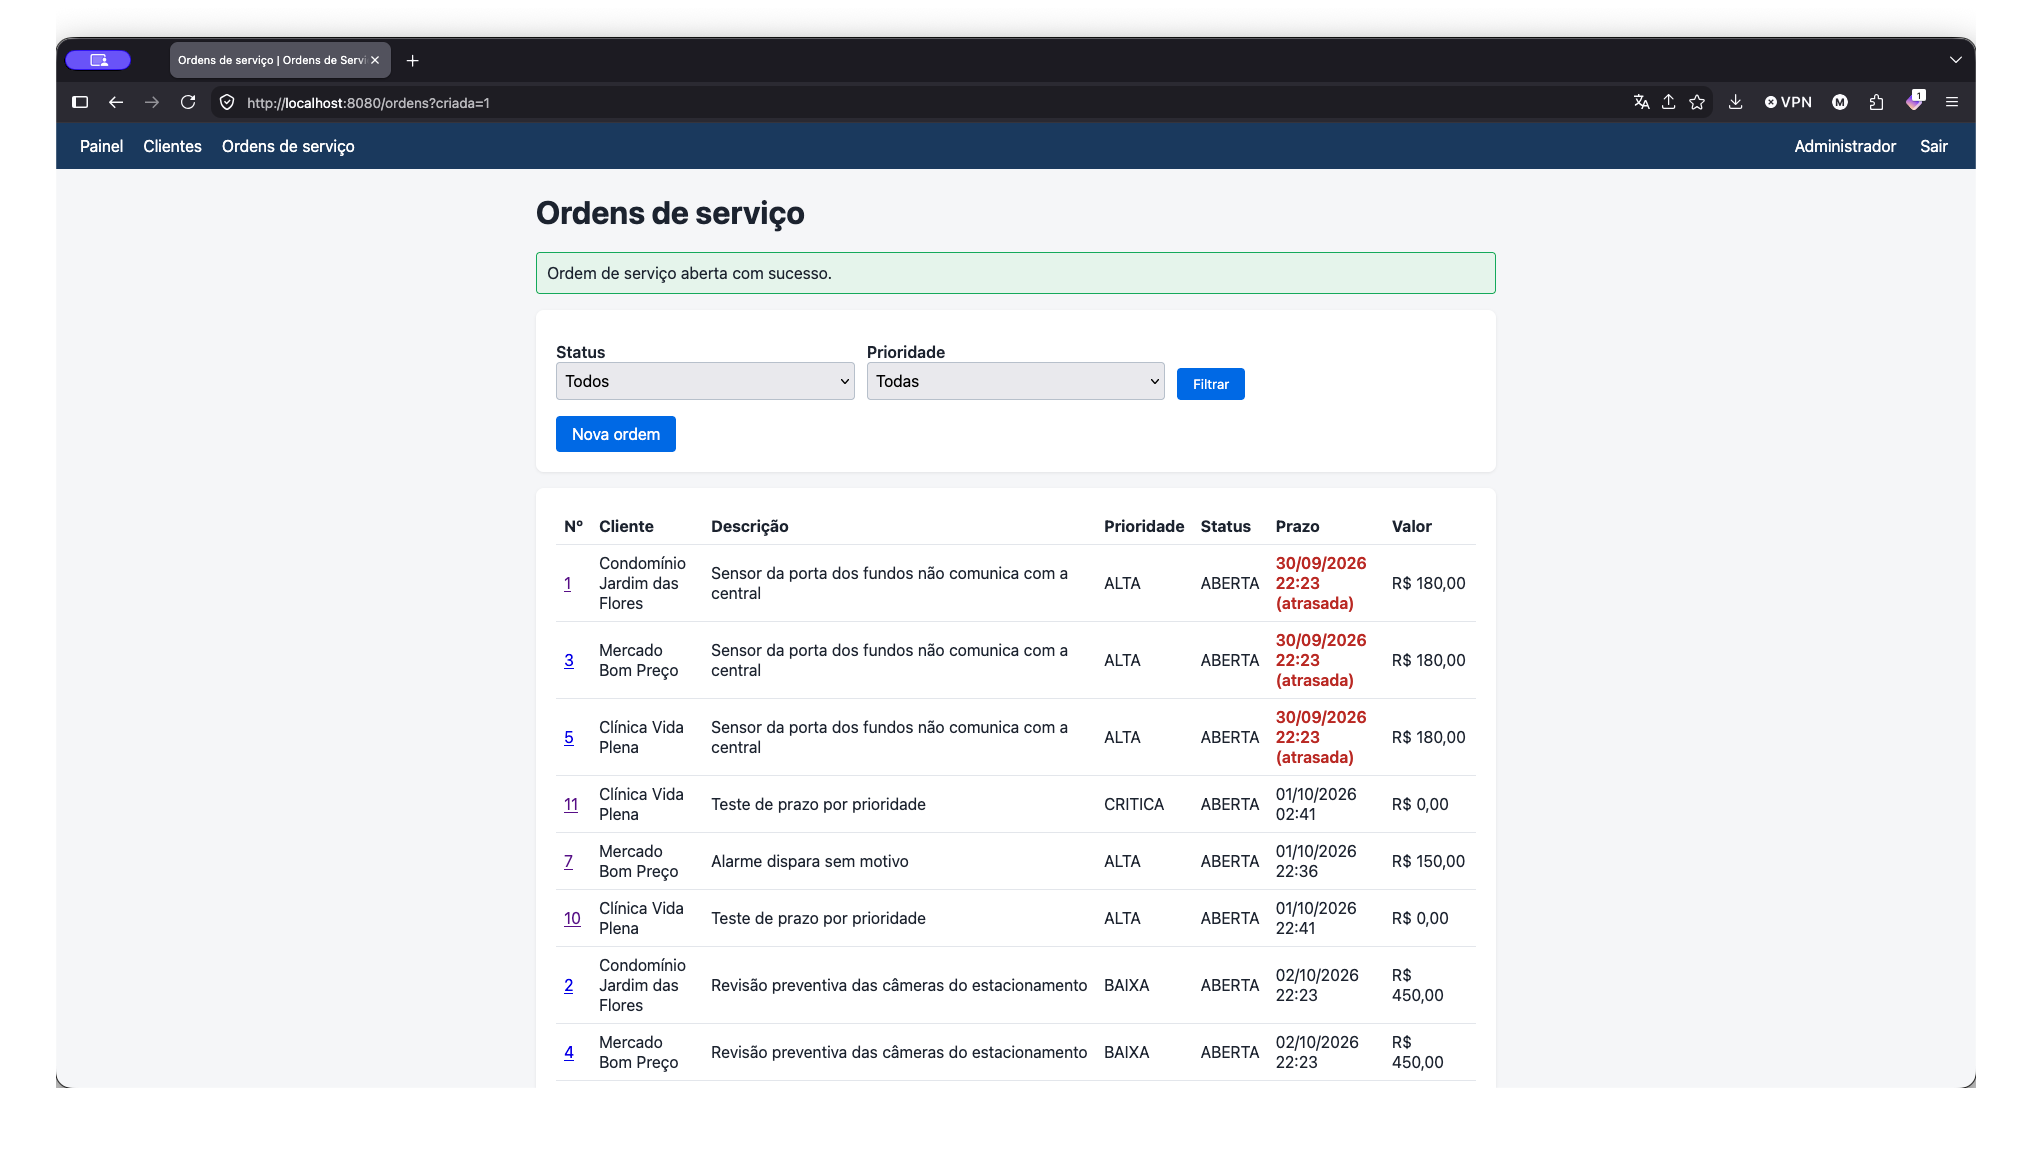 Ordens de serviço | Ordens de Servi
http://localhost:8080/ordens?criada=1
VPN
M
1
Painel Clientes Ordens de serviço Administrador Sair
Ordens de serviço
Ordem de serviço aberta com sucesso.
Status Prioridade
Todos Todas Filtrar
Nova ordem
Nº Cliente Descrição Prioridade Status Prazo Valor
1 Condomínio Jardim das Flores Sensor da porta dos fundos não comunica com a central ALTA ABERTA 30/09/2026 22:23 (atrasada) R$ 180,00
3 Mercado Bom Preço Sensor da porta dos fundos não comunica com a central ALTA ABERTA 30/09/2026 22:23 (atrasada) R$ 180,00
5 Clínica Vida Plena Sensor da porta dos fundos não comunica com a central ALTA ABERTA 30/09/2026 22:23 (atrasada) R$ 180,00
11 Clínica Vida Plena Teste de prazo por prioridade CRITICA ABERTA 01/10/2026 02:41 R$ 0,00
7 Mercado Bom Preço Alarme dispara sem motivo ALTA ABERTA 01/10/2026 22:36 R$ 150,00
10 Clínica Vida Plena Teste de prazo por prioridade ALTA ABERTA 01/10/2026 22:41 R$ 0,00
2 Condomínio Jardim das Flores Revisão preventiva das câmeras do estacionamento BAIXA ABERTA 02/10/2026 22:23 R$ 450,00
4 Mercado Bom Preço Revisão preventiva das câmeras do estacionamento BAIXA ABERTA 02/10/2026 22:23 R$ 450,00